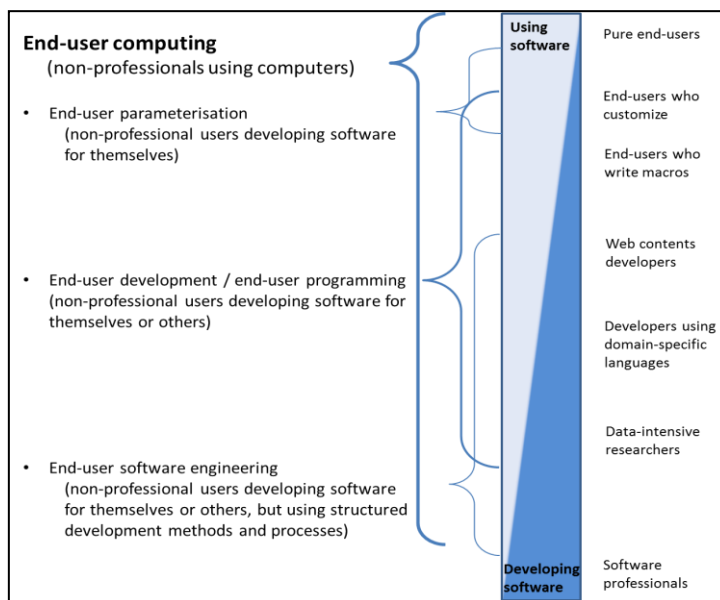 End-user computing
(non-professionals using computers)
• End-user parameterisation
(non-professional users developing software
for themselves)
• End-user development / end-user programming
(non-professional users developing software for
themselves or others)
• End-user software engineering
(non-professional users developing software
for themselves or others, but using structured
development methods and processes)
Using
software
Developing
software
Pure end-users
End-users who
customize
End-users who
write macros
Web contents
developers
Developers using
domain-specific
languages
Data-intensive
researchers
Software
professionals